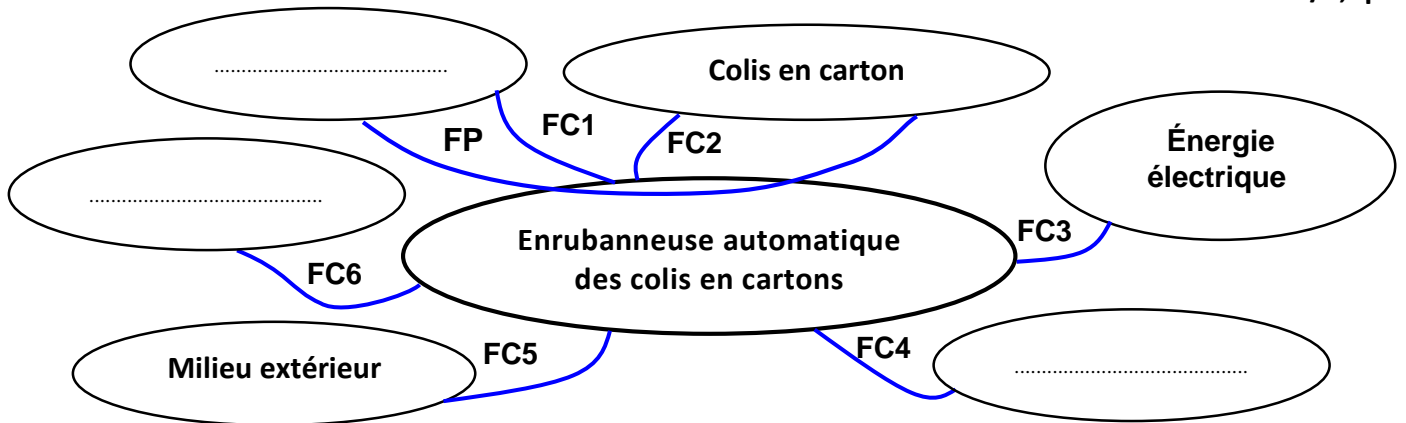 ........................................
Colis en carton
FP
FC1
FC2
Énergie
électrique
........................................
FC3
Enrubanneuse automatique
des colis en cartons
FC6
FC5
FC4
Milieu extérieur
........................................